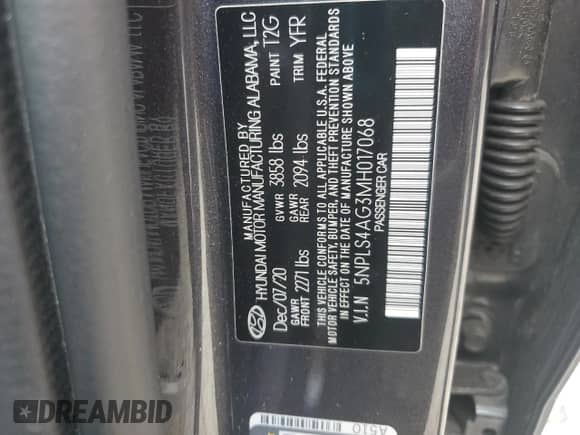 MANUFACTURED BY
HYUNDAI MOTOR MANUFACTURING ALABAMA, LLC
Dec/07/20 GVWR 3858 lbs PAINT T2G
GAWR FRONT 2271 lbs GAWR REAR 2094 lbs TRIM YFR
THIS VEHICLE CONFORMS TO ALL APPLICABLE U.S.A. FEDERAL
SAFETY, BUMPER, AND THEFT PREVENTION STANDARDS
IN EFFECT ON THE DATE OF MANUFACTURE SHOWN ABOVE
V.I.N 5NPLS4AG3MH017068
PASSENGER CAR
A510
DREAMBID